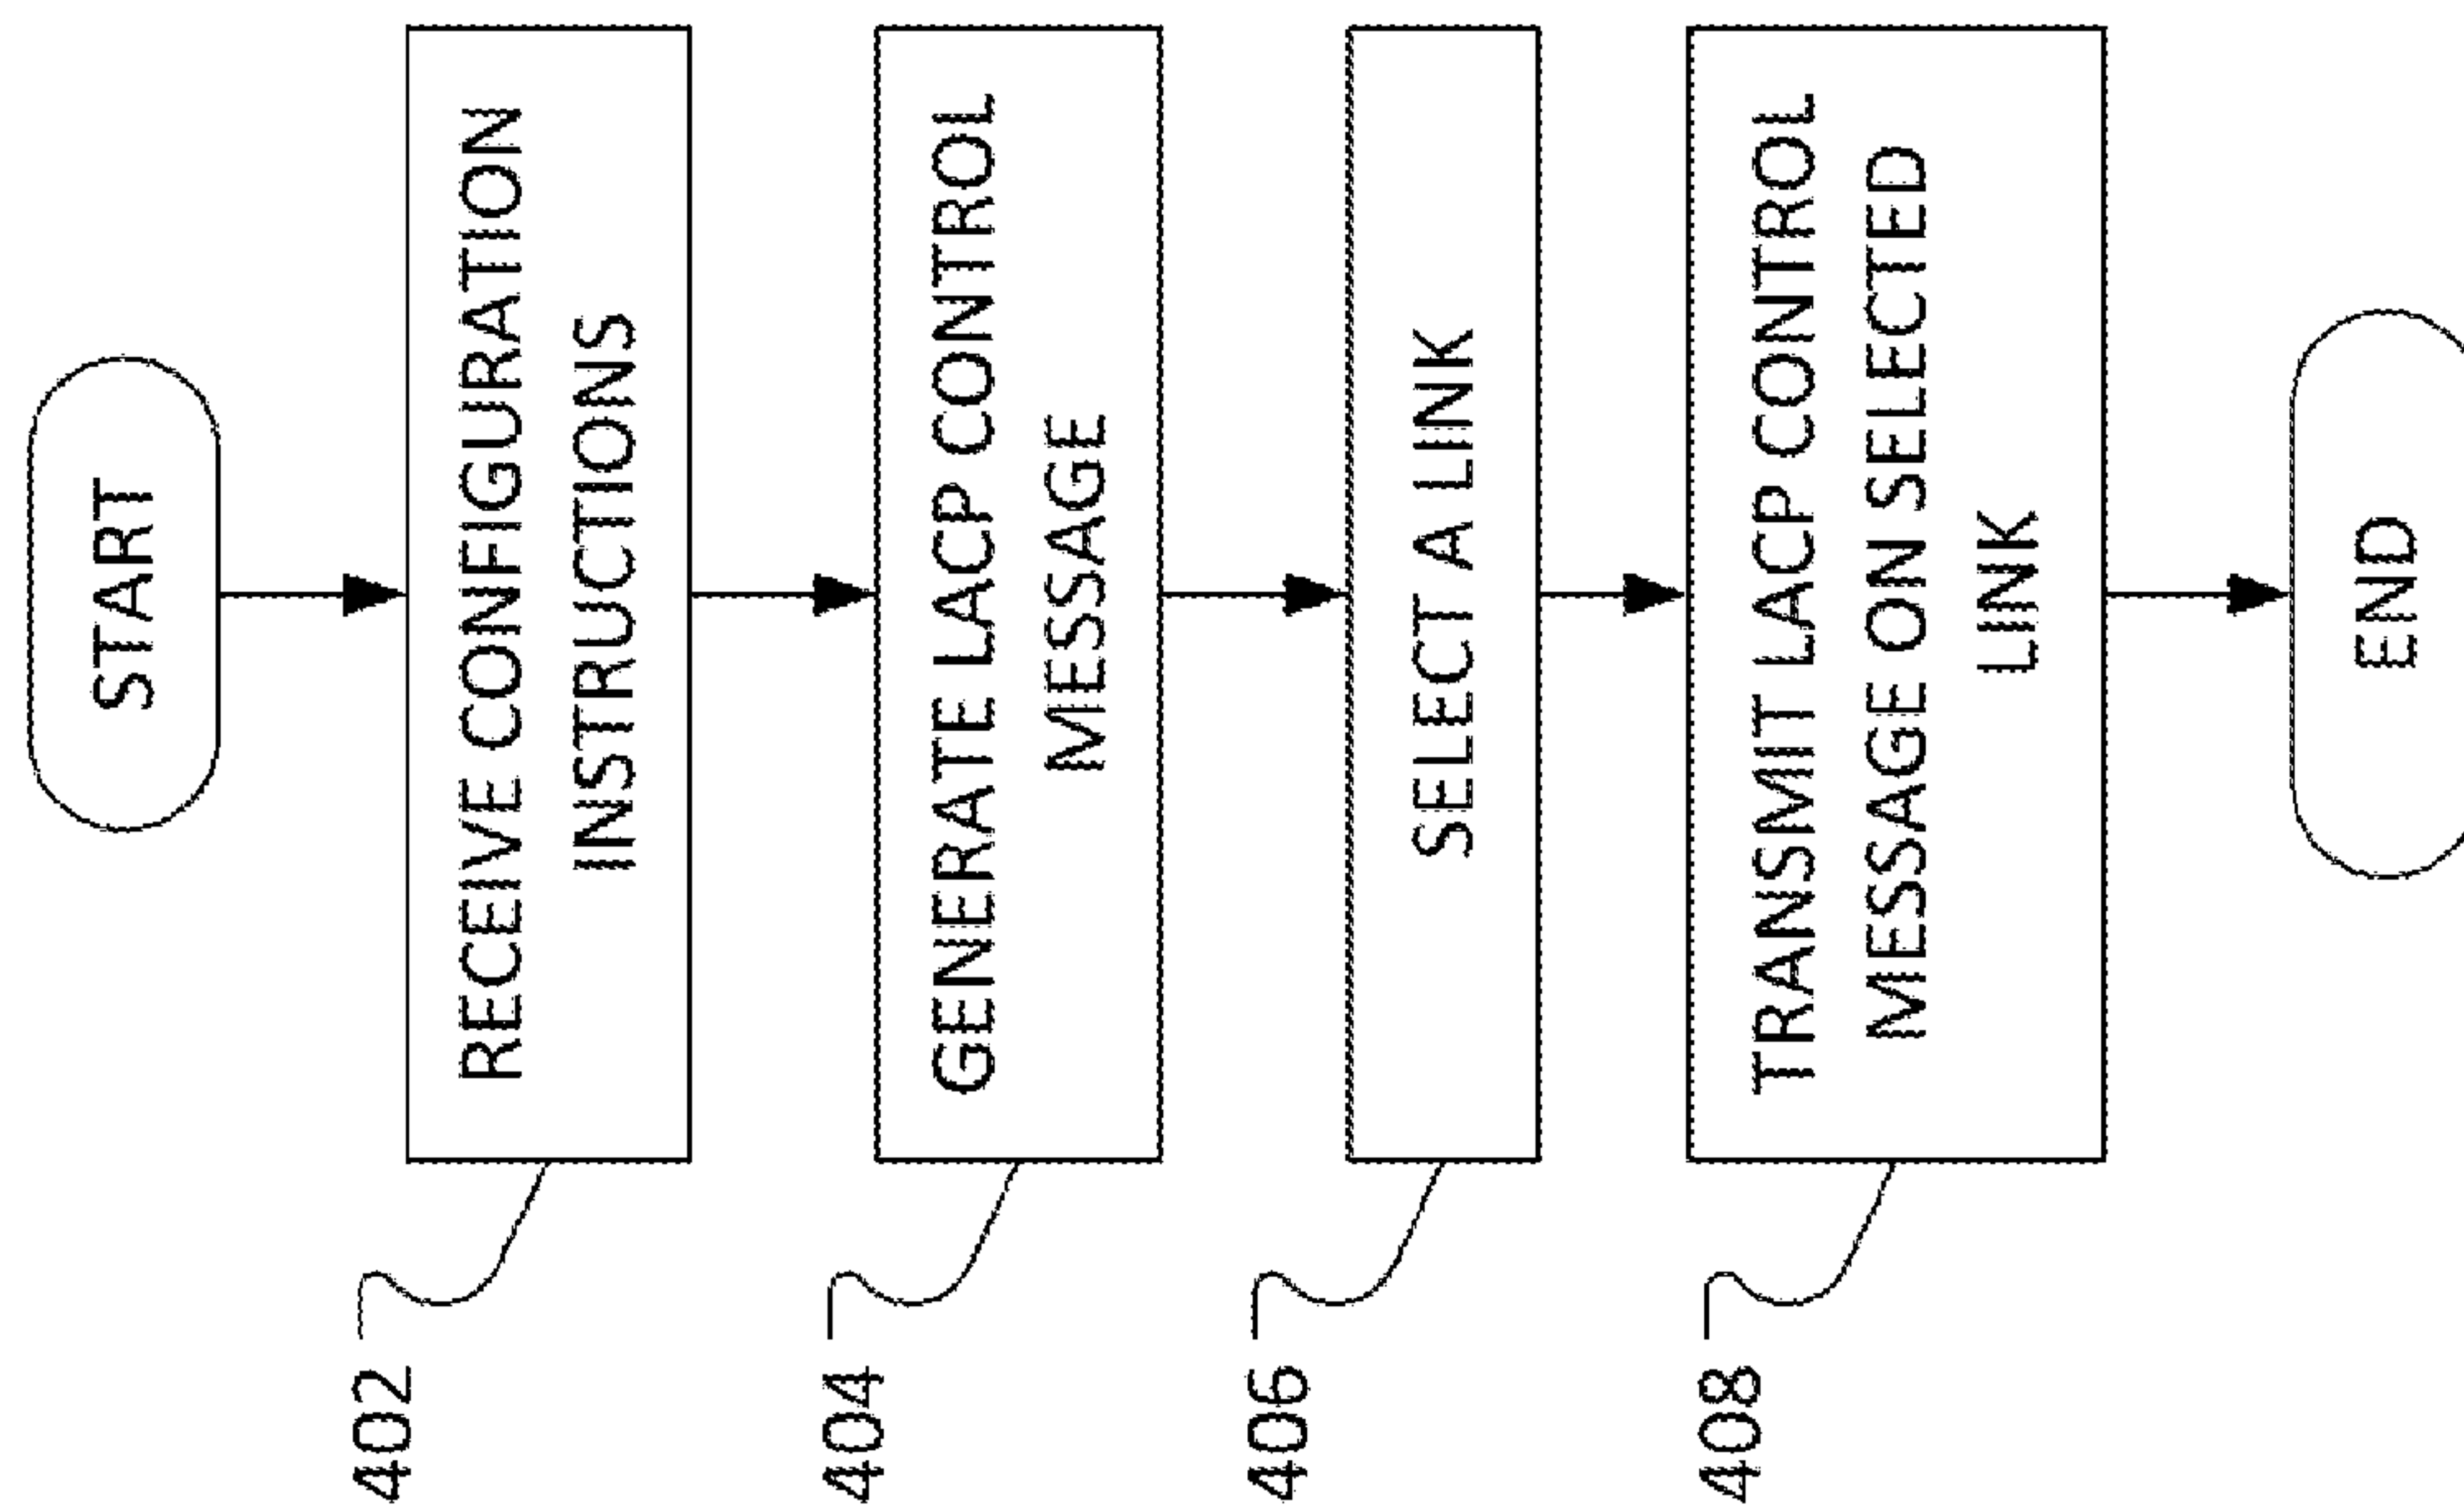 START
402
RECEIVE CONFIGURATION
INSTRUCTIONS
404
GENERATE LACP CONTROL
MESSAGE
406
SELECT A LINK
408
TRANSMIT LACP CONTROL
MESSAGE ON SELECTED
LINK
END